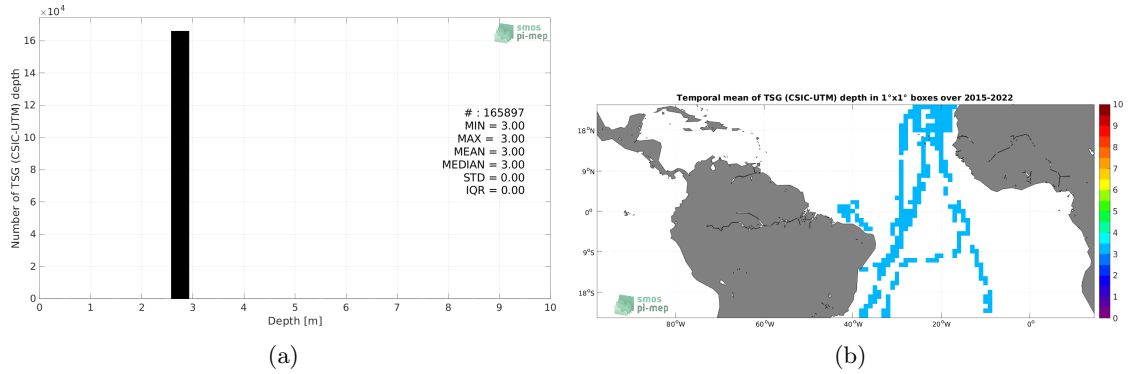 ×10⁴
smos
pi-mep
16
14
12
10
8
6
4
2
0
Number of TSG (CSIC-UTM) depth
# : 165897
MIN = 3.00
MAX = 3.00
MEAN = 3.00
MEDIAN = 3.00
STD = 0.00
IQR = 0.00
0 1 2 3 4 5 6 7 8 9 10
Depth [m]
(a)
Temporal mean of TSG (CSIC-UTM) depth in 1°x1° boxes over 2015-2022
18°N
9°N
0°
9°S
18°S
80°W 60°W 40°W 20°W 0°
smos
pi-mep
10
9
8
7
6
5
4
3
2
1
0
(b)